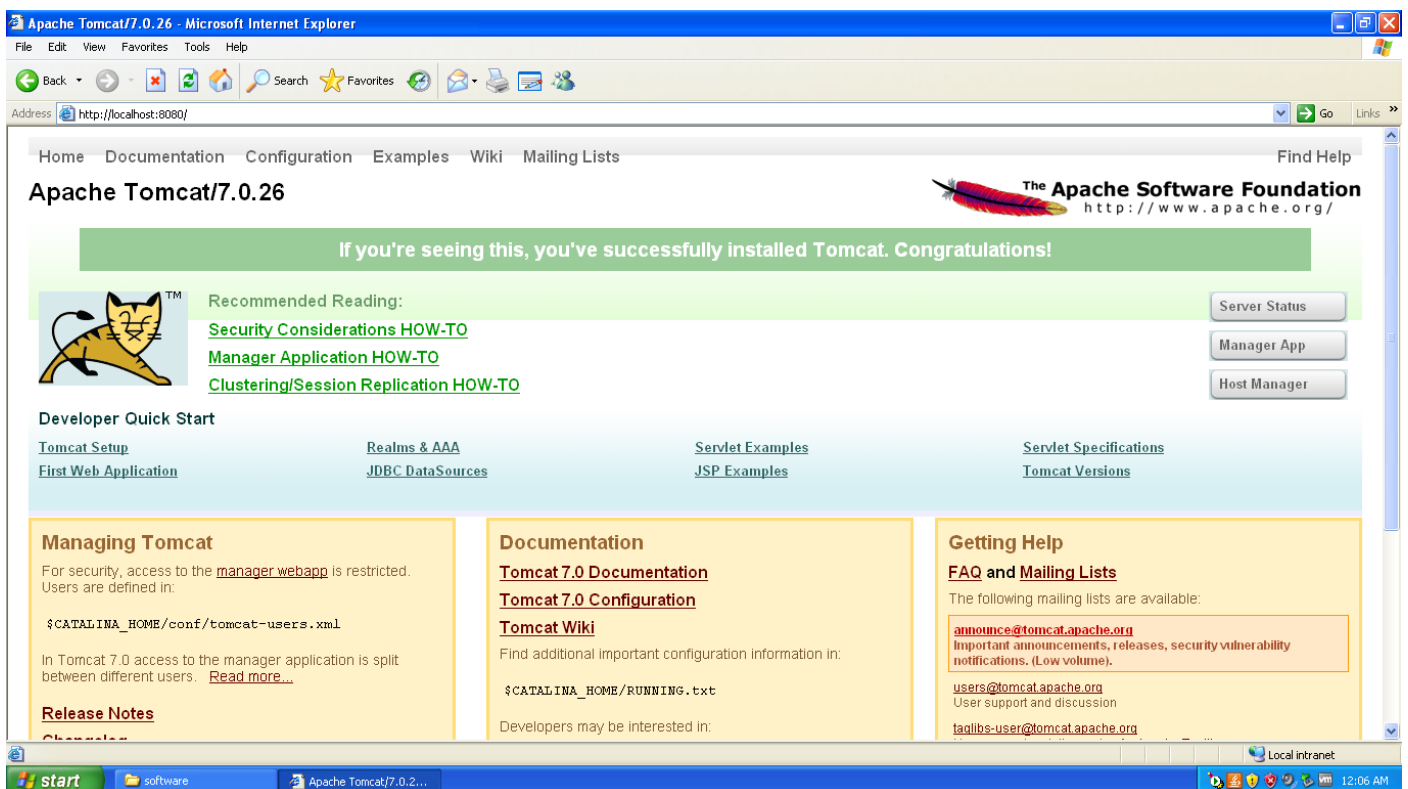 Apache Tomcat/7.0.26 - Microsoft Internet Explorer
File Edit View Favorites Tools Help
Back Search Favorites
Address http://localhost:8080/ Go Links »
Home Documentation Configuration Examples Wiki Mailing Lists Find Help
Apache Tomcat/7.0.26
The Apache Software Foundation
http://www.apache.org/
If you're seeing this, you've successfully installed Tomcat. Congratulations!
TM
Recommended Reading:
Security Considerations HOW-TO
Manager Application HOW-TO
Clustering/Session Replication HOW-TO
Server Status
Manager App
Host Manager
Developer Quick Start
Tomcat Setup Realms & AAA Servlet Examples Servlet Specifications
First Web Application JDBC DataSources JSP Examples Tomcat Versions
Managing Tomcat
For security, access to the manager webapp is restricted.
Users are defined in:
$CATALINA_HOME/conf/tomcat-users.xml
In Tomcat 7.0 access to the manager application is split
between different users. Read more...
Release Notes
Changelog
Documentation
Tomcat 7.0 Documentation
Tomcat 7.0 Configuration
Tomcat Wiki
Find additional important configuration information in:
$CATALINA_HOME/RUNNING.txt
Developers may be interested in:
Getting Help
FAQ and Mailing Lists
The following mailing lists are available:
announce@tomcat.apache.org
Important announcements, releases, security vulnerability
notifications. (Low volume).
users@tomcat.apache.org
User support and discussion
taglibs-user@tomcat.apache.org
Local intranet
start software Apache Tomcat/7.0.2... 12:06 AM